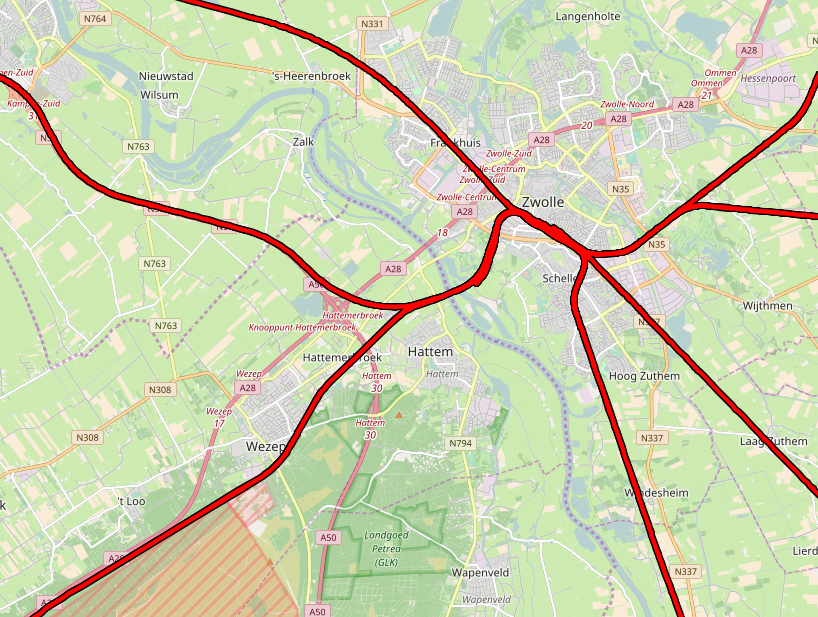 Langenholte
N764
N331
A28
Nieuwstad
's-Heerenbroek
Ommen
Ommen
21
Hessenpoort
Wilsum
Zwolle-Noord
A28
A28
20
Zalk
N763
Frankhuis
A28
Zwolle-Zuid
Zwolle-Centrum
Zwolle-Zuid
Zwolle-Centrum
N35
Zwolle
A28
18
N35
N763
A28
Schelle
Wijthmen
N763
Hattemerbroek
Knooppunt Hattemerbroek
Hattemerbroek
Hattem
Hattem
Hattem
30
Hoog Zuthem
Wezep
A28
N308
Wezep
17
Hattem
30
N308
N794
N337
Laag Zuthem
Wezep
't Loo
Windesheim
A50
Landgoed
Petrea
(GLK)
Wapenveld
N337
Wapenveld
A50